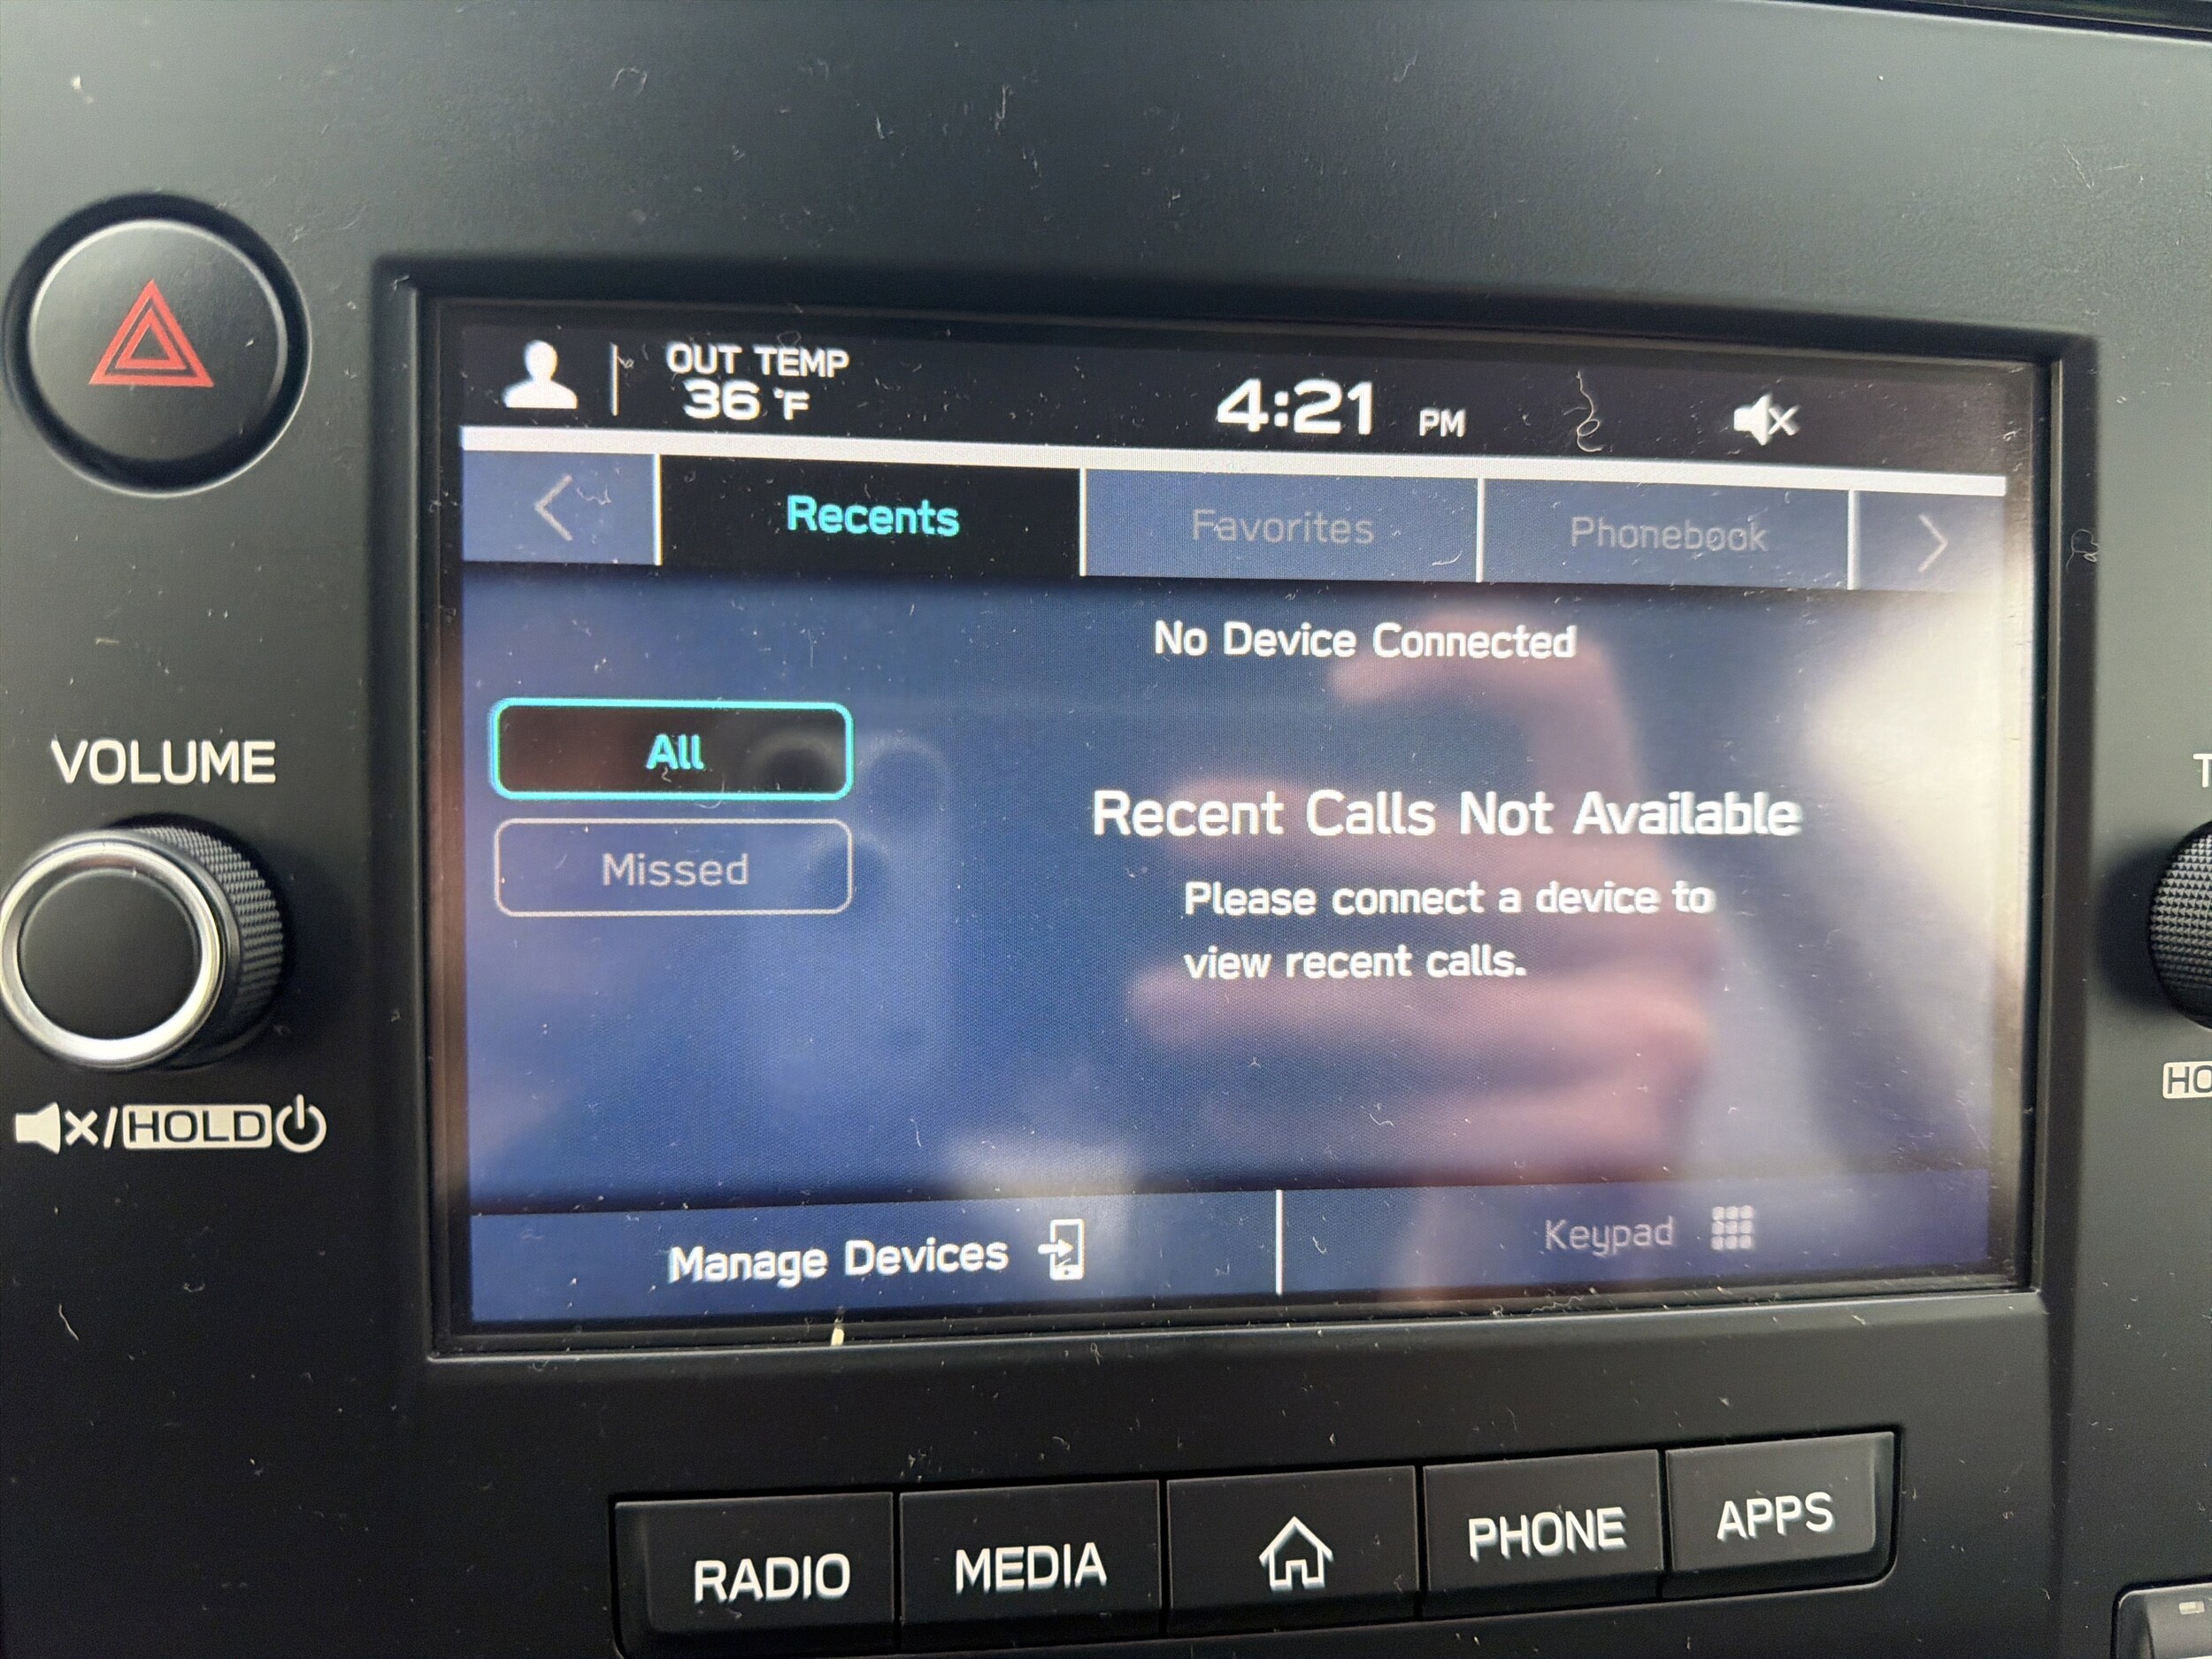 OUT TEMP
36 °F
4:21 PM
Recents
Favorites
Phonebook
No Device Connected
All
Missed
Recent Calls Not Available
Please connect a device to
view recent calls.
Manage Devices
Keypad
VOLUME
/HOLD
RADIO
MEDIA
PHONE
APPS